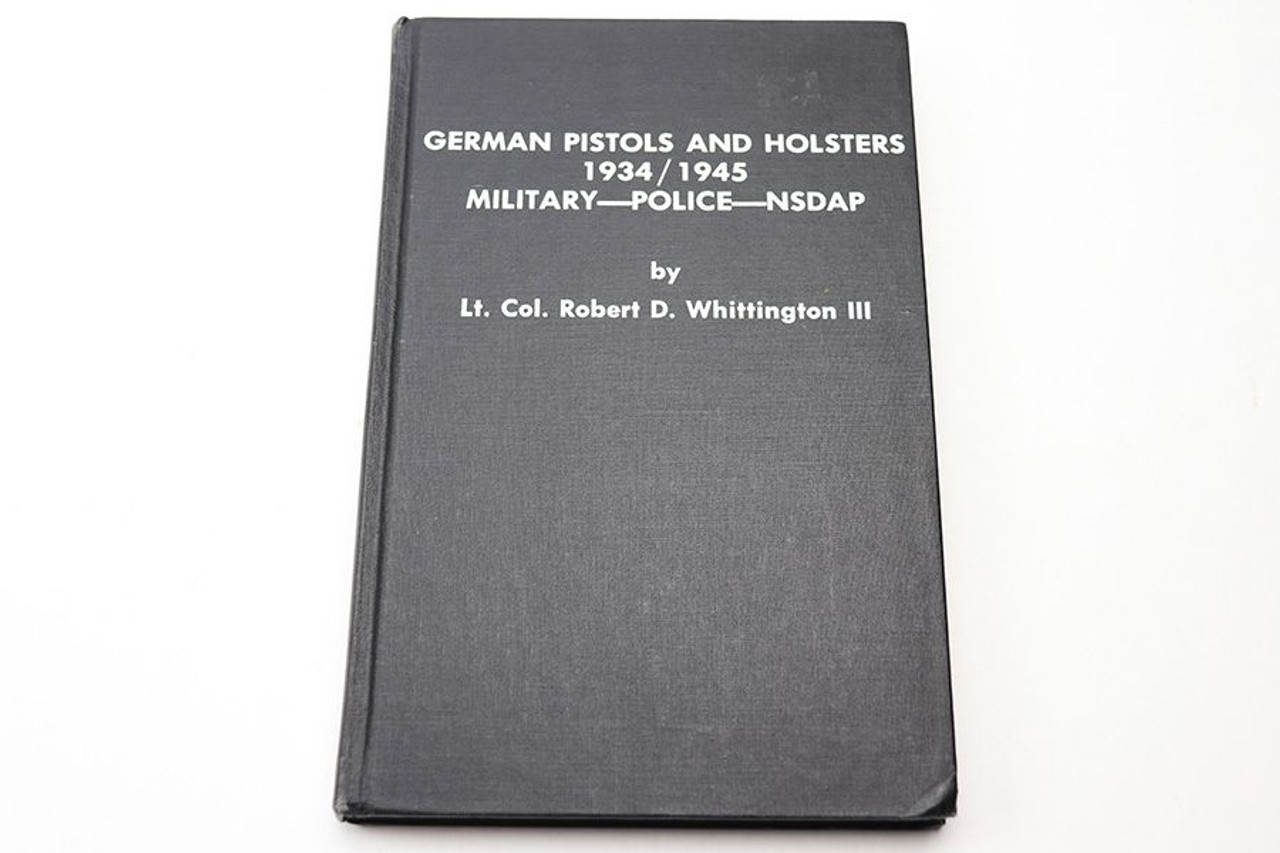 GERMAN PISTOLS AND HOLSTERS
1934/1945
MILITARY—POLICE—NSDAP
by
Lt. Col. Robert D. Whittington III